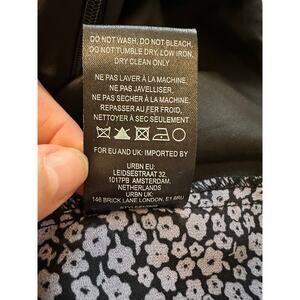 DO NOT WASH, DO NOT BLEACH,
DO NOT TUMBLE DRY, LOW IRON,
DRY CLEAN ONLY
NE PAS LAVER À LA MACHINE,
NE PAS JAVELLISER,
NE PAS SECHER À LA MACHINE,
REPASSER AU FER FROID,
NETTOYER À SEC SEULEMENT
FOR EU AND UK: IMPORTED BY
URBN EU:
LEIDSESTRAAT 32,
1017PB AMSTERDAM,
NETHERLANDS
URBN UK:
146 BRICK LANE LONDON, E1 6RU